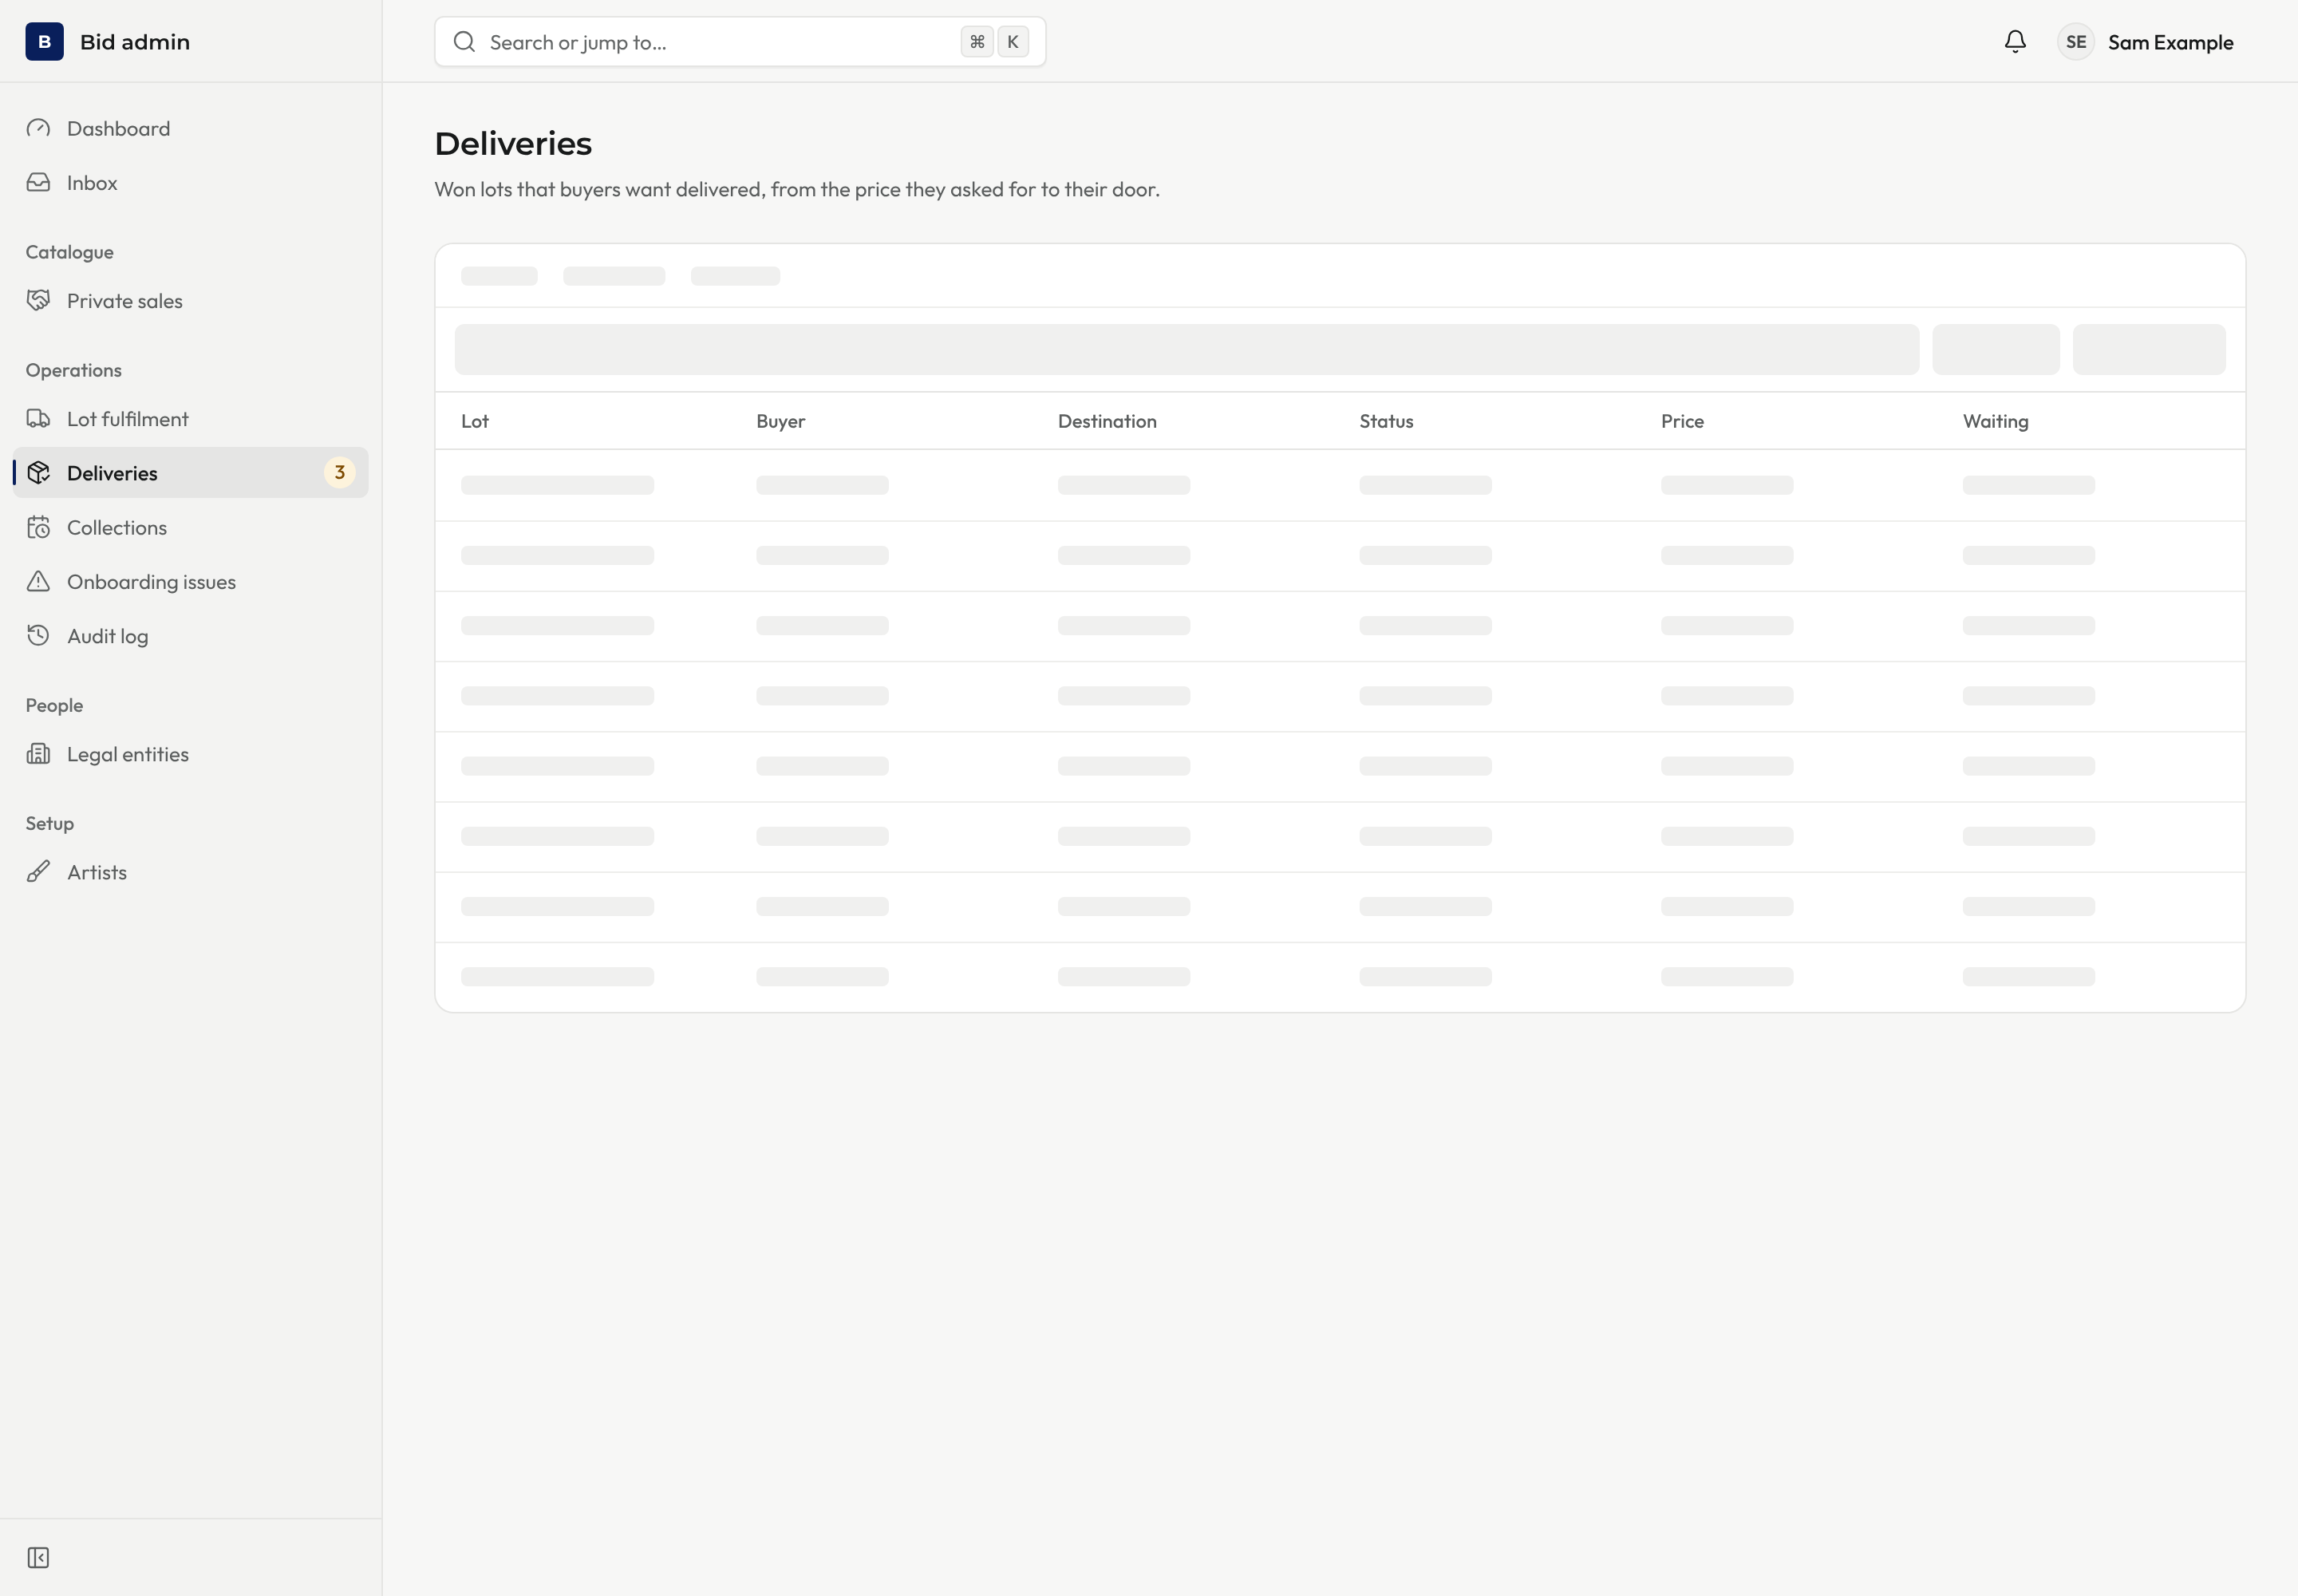 B Bid admin
Search or jump to...
⌘ K
SE Sam Example
Dashboard
Inbox
Catalogue
Private sales
Operations
Lot fulfilment
Deliveries 3
Collections
Onboarding issues
Audit log
People
Legal entities
Setup
Artists
Deliveries
Won lots that buyers want delivered, from the price they asked for to their door.
Lot Buyer Destination Status Price Waiting